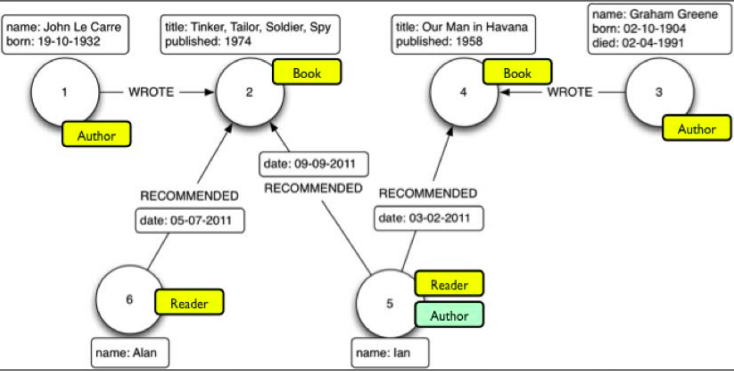 name: John Le Carre
born: 19-10-1932
title: Tinker, Tailor, Soldier, Spy
published: 1974
title: Our Man in Havana
published: 1958
name: Graham Greene
born: 02-10-1904
died: 02-04-1991
1
WROTE
2
Book
4
Book
WROTE
3
Author
Author
date: 09-09-2011
RECOMMENDED
RECOMMENDED
RECOMMENDED
date: 05-07-2011
date: 03-02-2011
6
Reader
5
Reader
Author
name: Alan
name: Ian